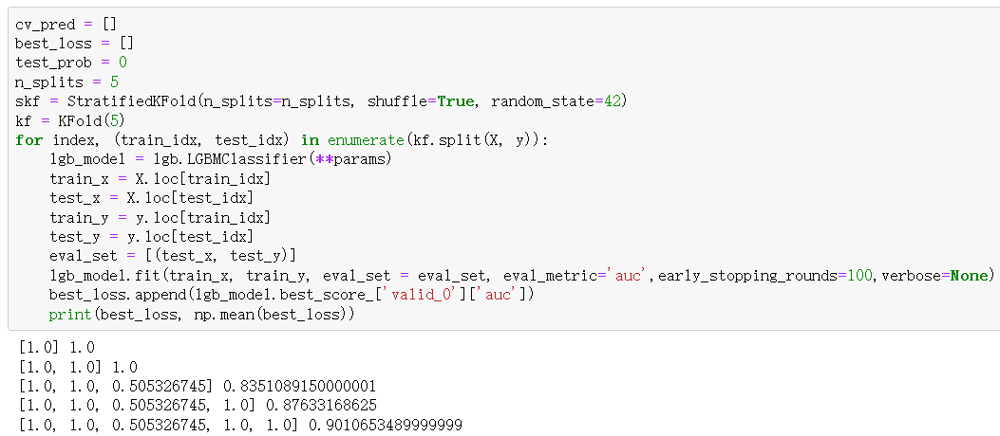 cv_pred = []
best_loss = []
test_prob = 0
n_splits = 5
skf = StratifiedKFold(n_splits=n_splits, shuffle=True, random_state=42)
kf = KFold(5)
for index, (train_idx, test_idx) in enumerate(kf.split(X, y)):
    lgb_model = lgb.LGBMClassifier(**params)
    train_x = X.loc[train_idx]
    test_x = X.loc[test_idx]
    train_y = y.loc[train_idx]
    test_y = y.loc[test_idx]
    eval_set = [(test_x, test_y)]
    lgb_model.fit(train_x, train_y, eval_set = eval_set, eval_metric='auc',early_stopping_rounds=100,verbose=None)
    best_loss.append(lgb_model.best_score_['valid_0']['auc'])
    print(best_loss, np.mean(best_loss))
[1.0] 1.0
[1.0, 1.0] 1.0
[1.0, 1.0, 0.505326745] 0.8351089150000001
[1.0, 1.0, 0.505326745, 1.0] 0.87633168625
[1.0, 1.0, 0.505326745, 1.0, 1.0] 0.9010653489999999